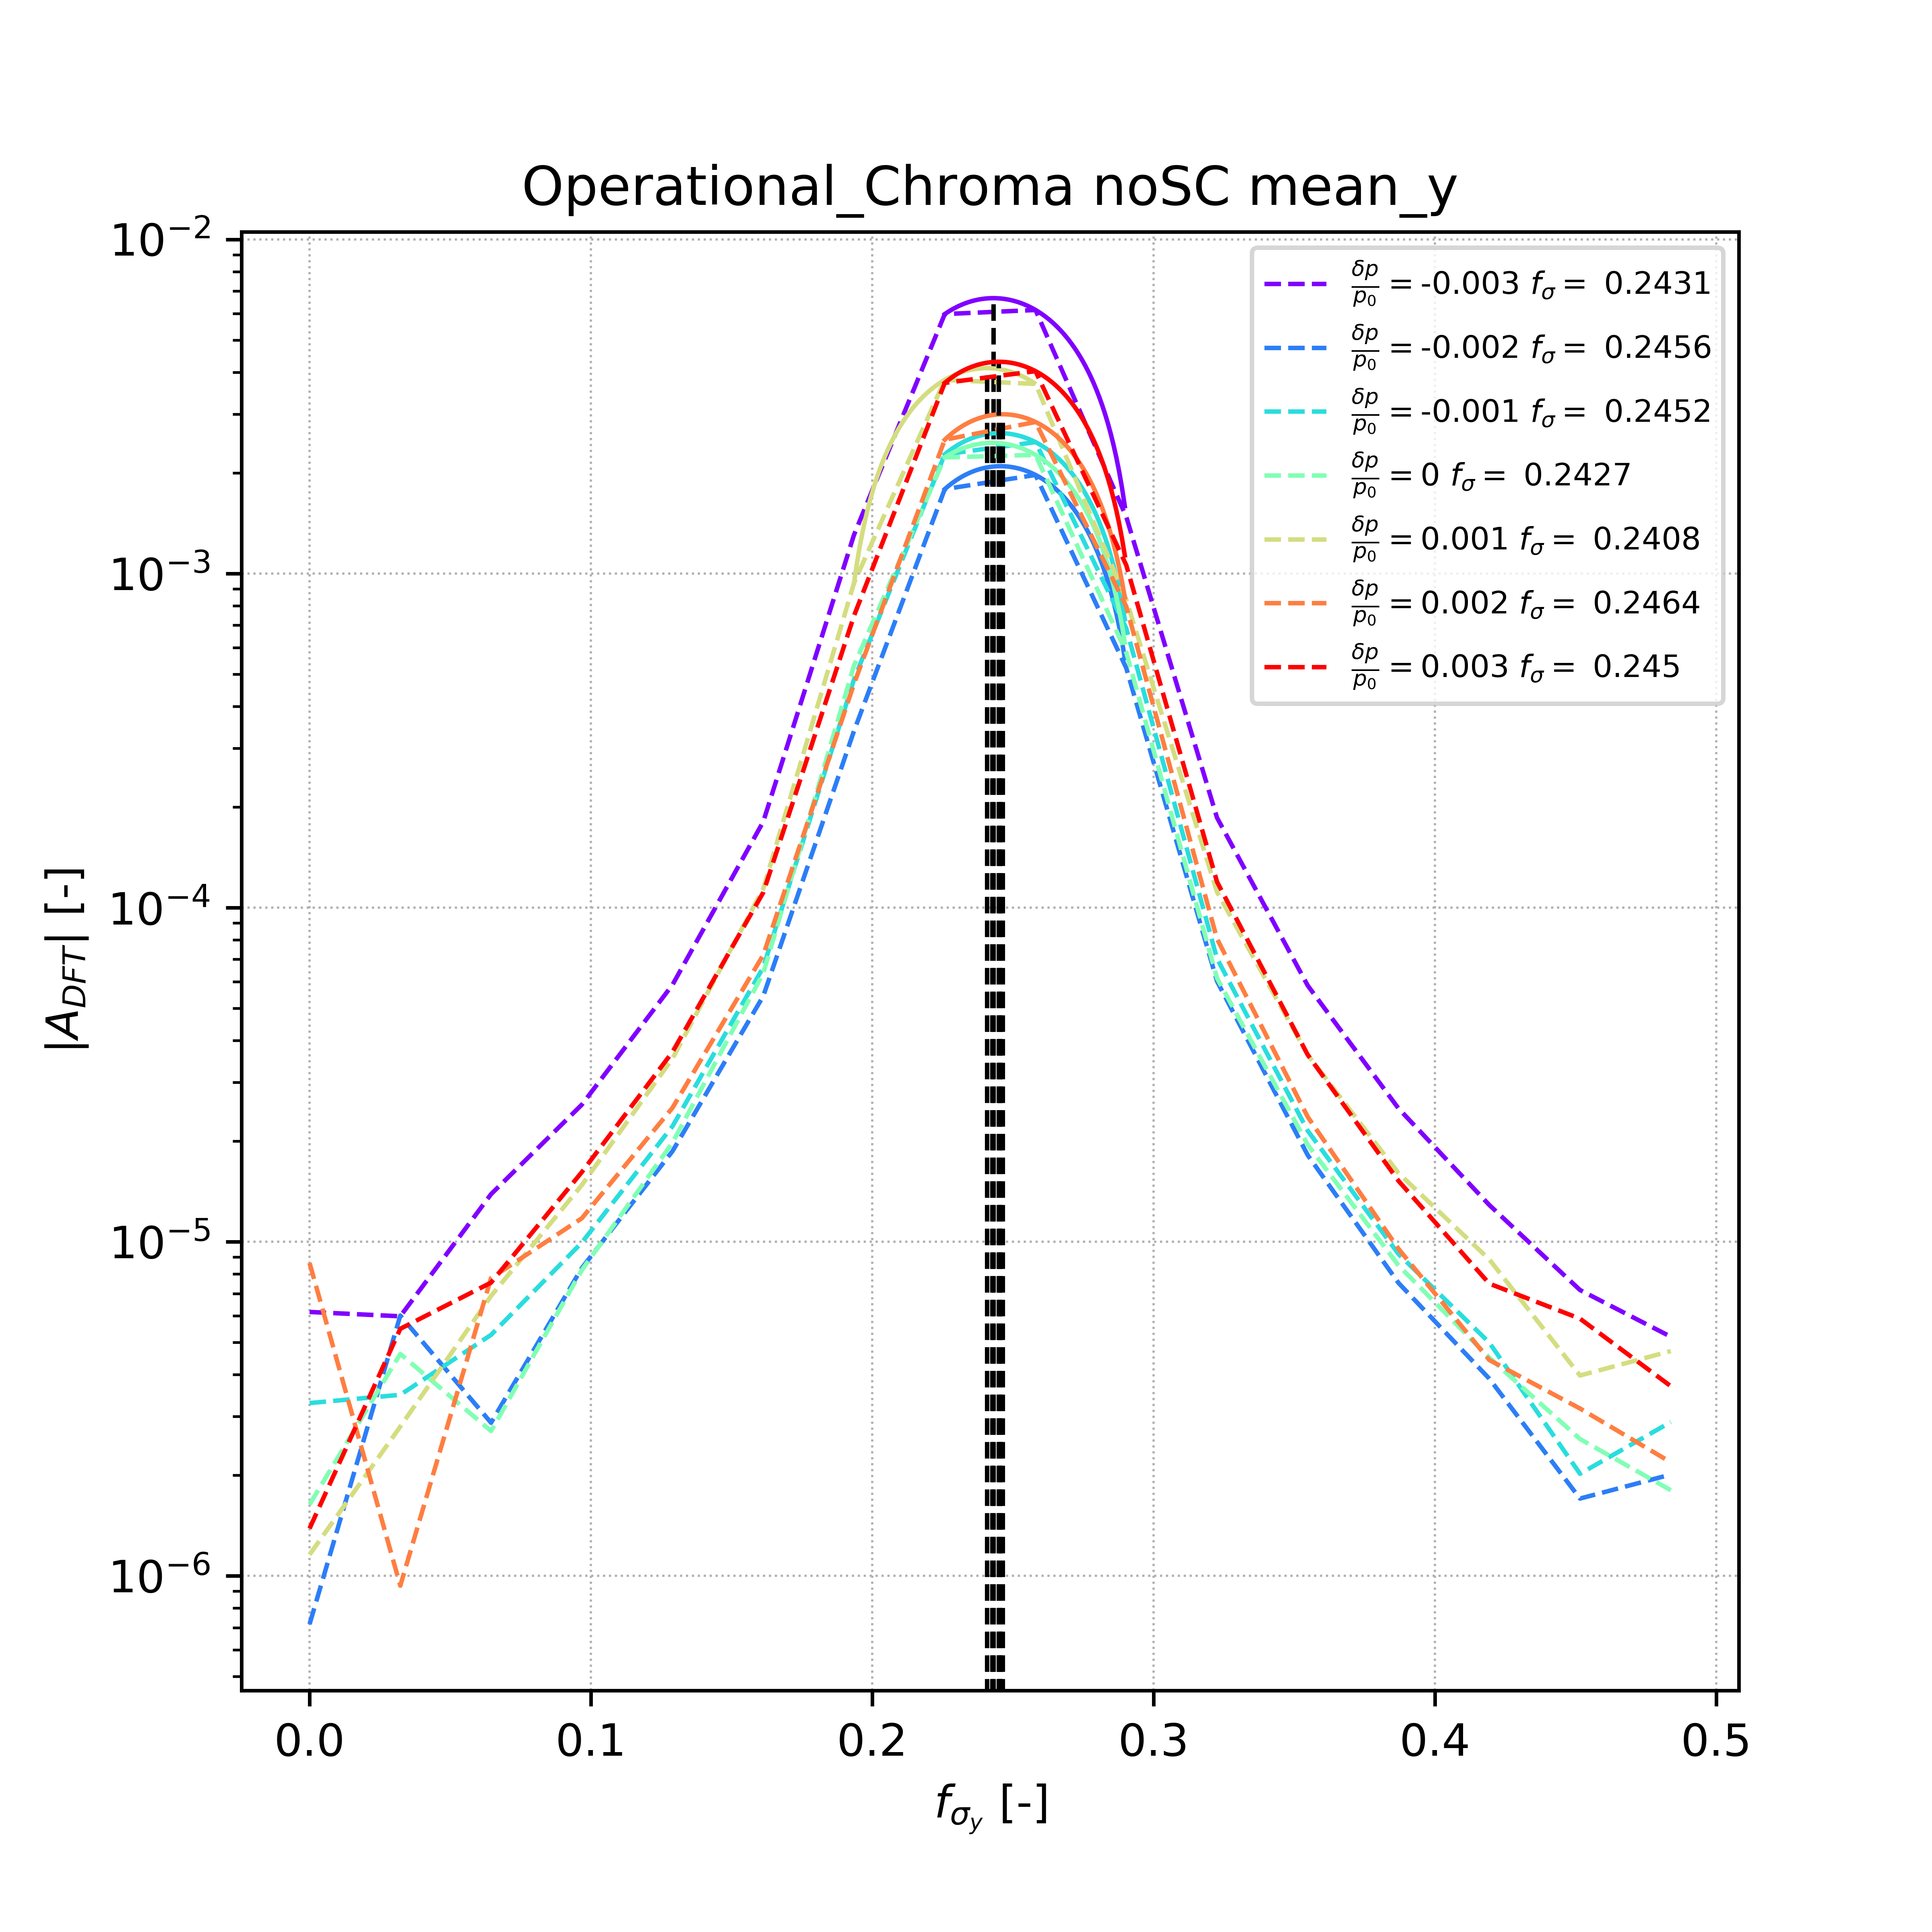 Operational_Chroma noSC mean_y
|A_DFT| [-]
10⁻²
10⁻³
10⁻⁴
10⁻⁵
10⁻⁶
δp/p₀ = -0.003 f_σ = 0.2431
δp/p₀ = -0.002 f_σ = 0.2456
δp/p₀ = -0.001 f_σ = 0.2452
δp/p₀ = 0 f_σ = 0.2427
δp/p₀ = 0.001 f_σ = 0.2408
δp/p₀ = 0.002 f_σ = 0.2464
δp/p₀ = 0.003 f_σ = 0.245
0.0 0.1 0.2 0.3 0.4 0.5
f_σ_y [-]